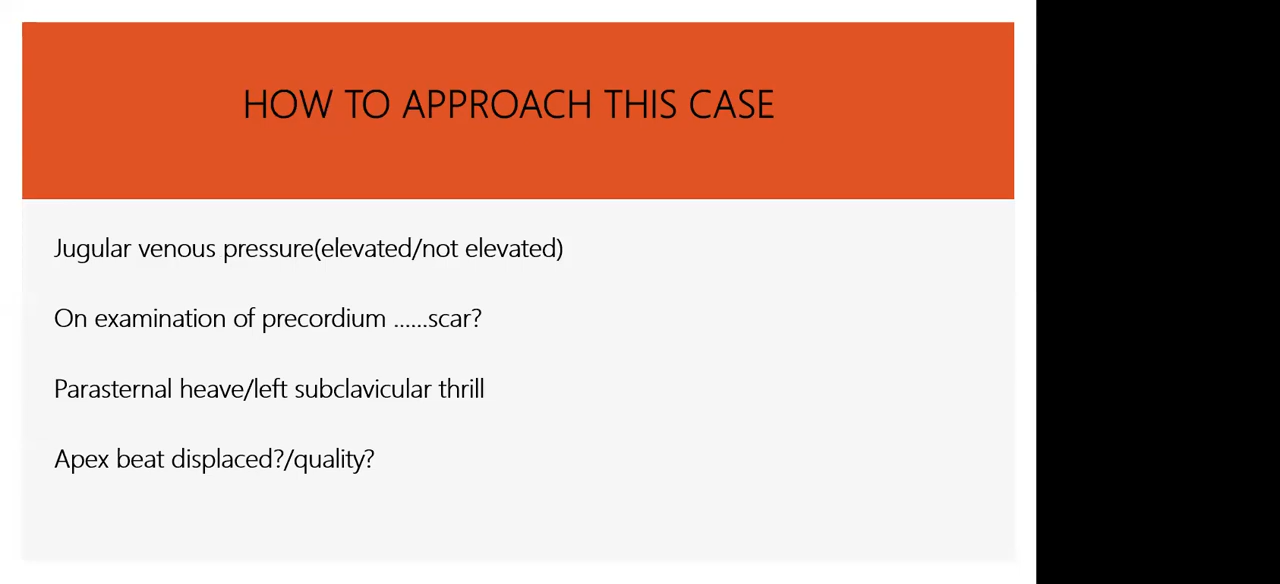 HOW TO APPROACH THIS CASE
Jugular venous pressure(elevated/not elevated)
On examination of precordium ......scar?
Parasternal heave/left subclavicular thrill
Apex beat displaced?/quality?